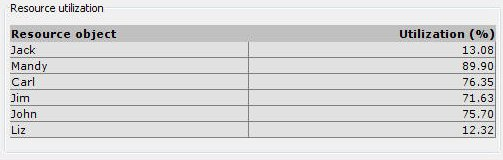 Resource utilization
Resource object Utilization (%)
Jack 13.08
Mandy 89.90
Carl 76.35
Jim 71.63
John 75.70
Liz 12.32